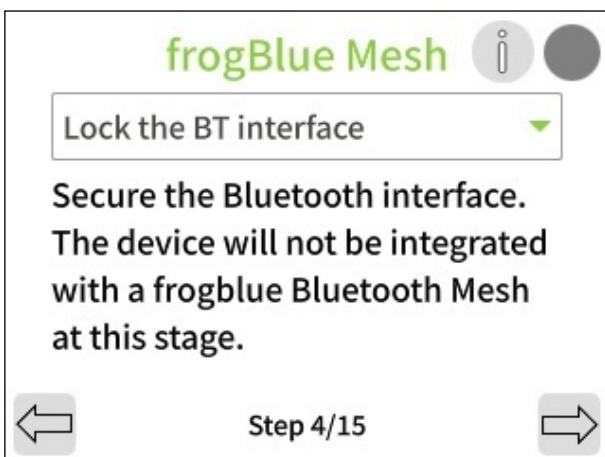 frogBlue Mesh
i
Lock the BT interface
Secure the Bluetooth interface.
The device will not be integrated
with a frogblue Bluetooth Mesh
at this stage.
Step 4/15